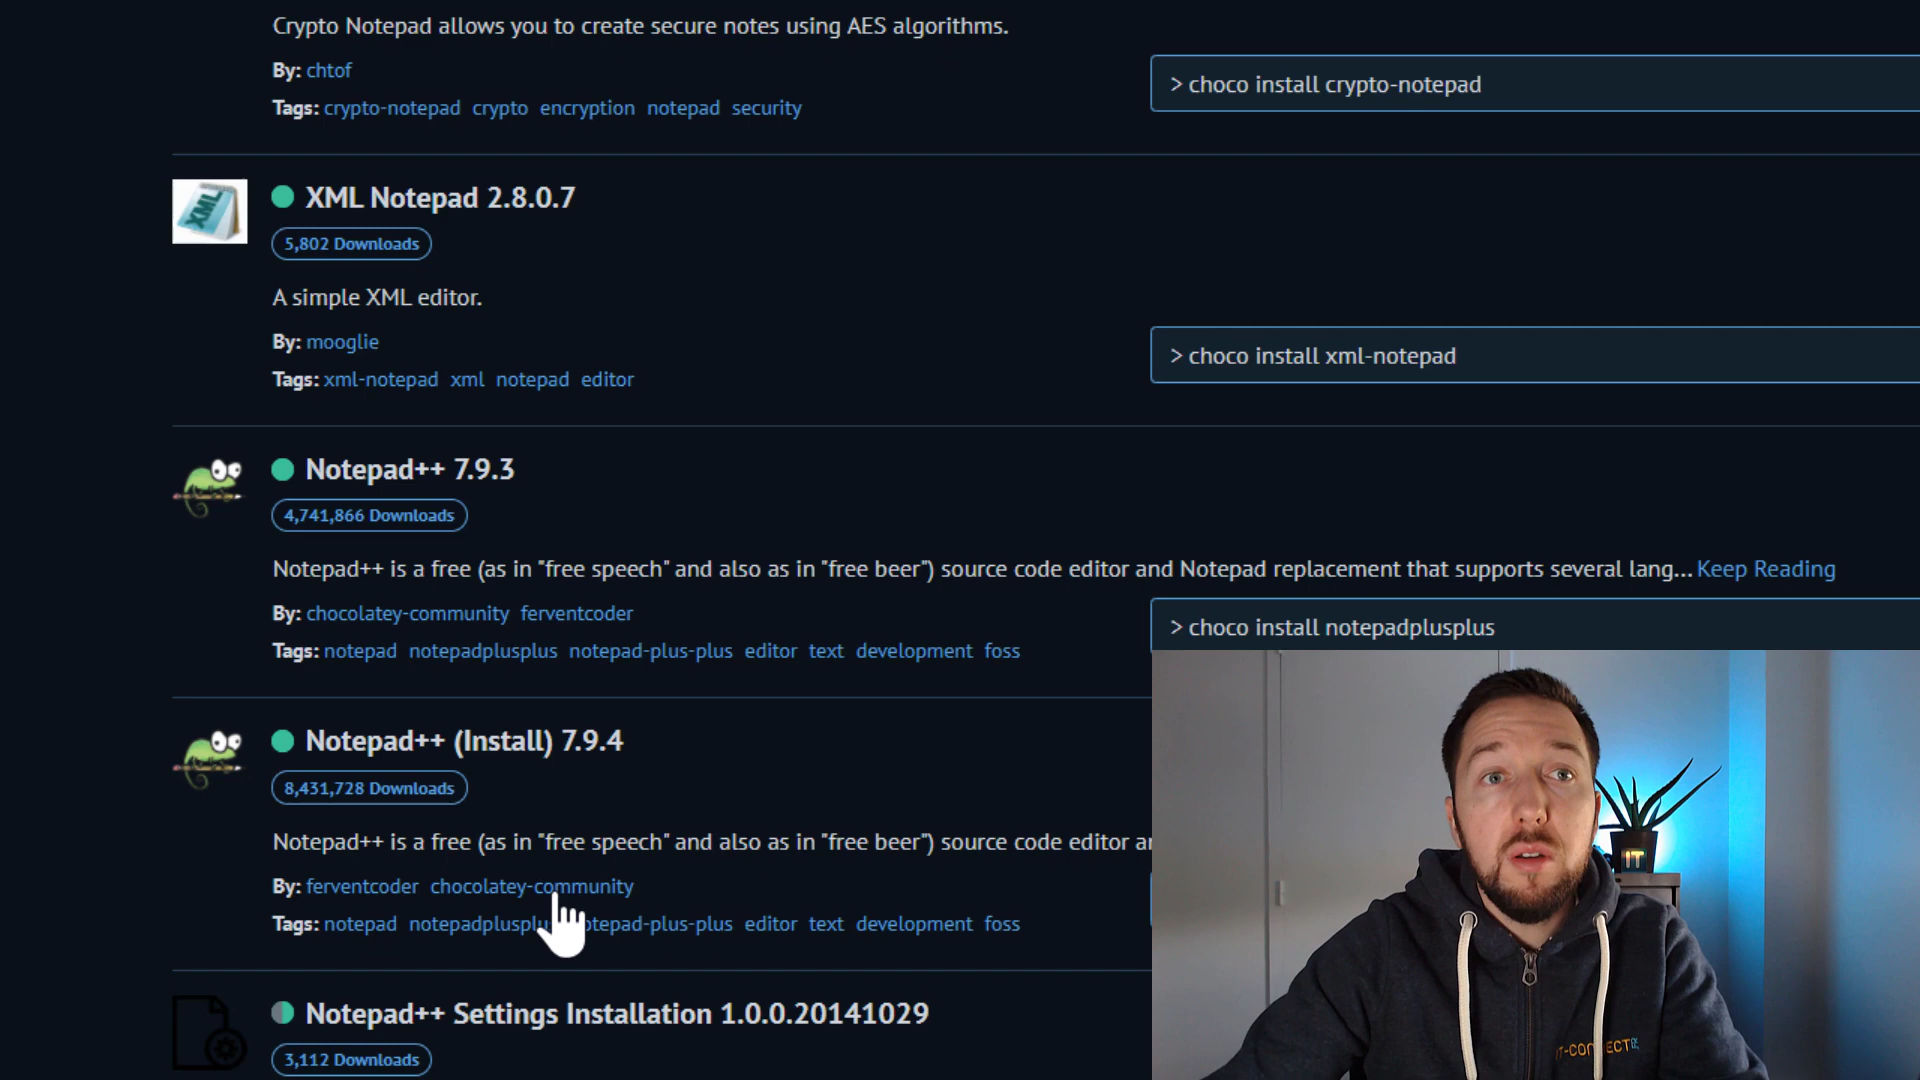 Crypto Notepad allows you to create secure notes using AES algorithms.
By: chtof
> choco install crypto-notepad
Tags: crypto-notepad crypto encryption notepad security
XML
XML Notepad 2.8.0.7
5,802 Downloads
A simple XML editor.
By: mooglie
> choco install xml-notepad
Tags: xml-notepad xml notepad editor
Notepad++ 7.9.3
4,741,866 Downloads
Notepad++ is a free (as in "free speech" and also as in "free beer") source code editor and Notepad replacement that supports several lang... Keep Reading
By: chocolatey-community ferventcoder
> choco install notepadplusplus
Tags: notepad notepadplusplus notepad-plus-plus editor text development foss
Notepad++ (Install) 7.9.4
8,431,728 Downloads
Notepad++ is a free (as in "free speech" and also as in "free beer") source code editor
By: ferventcoder chocolatey-community
Tags: notepad notepadplusplu otepad-plus-plus editor text development foss
Notepad++ Settings Installation 1.0.0.20141029
3,112 Downloads
IT